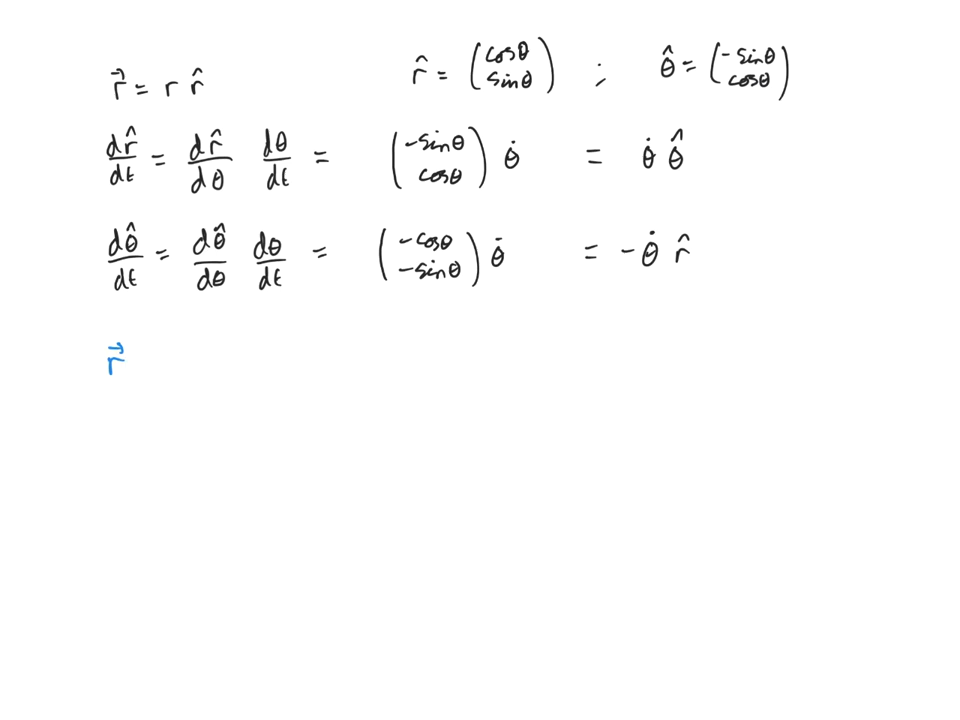 r⃗ = r r̂    r̂ = (cosθ sinθ) ; θ̂ = (-sinθ cosθ)
dr̂/dt = dr̂/dθ dθ/dt = (-sinθ cosθ) θ̇ = θ̇ θ̂
dθ̂/dt = dθ̂/dθ dθ/dt = (-cosθ -sinθ) θ̇ = -θ̇ r̂
r⃗